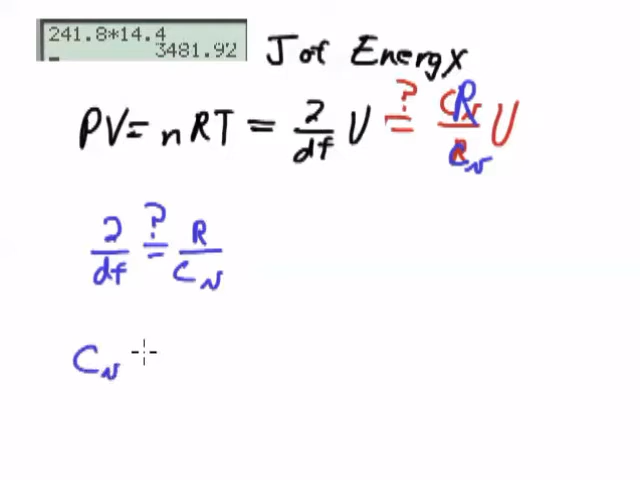 241.8*14.4
3481.92
J of Energy
PV = nRT = 2/df U ?= R/Cv U
2/df ?= R/Cv
Cv